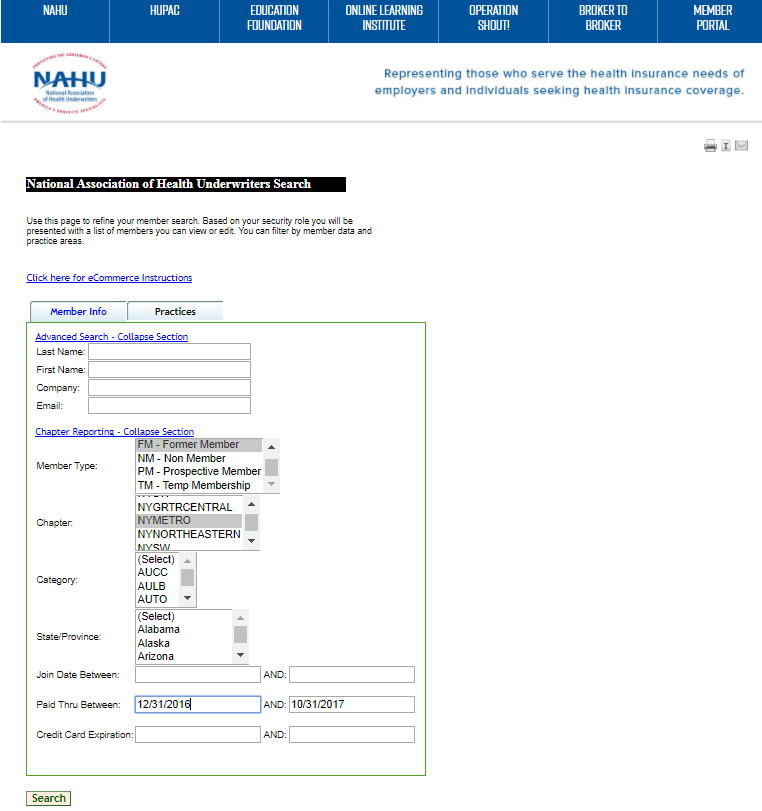 NAHU
HUPAC
EDUCATION
FOUNDATION
ONLINE LEARNING
INSTITUTE
OPERATION
SHOUT!
BROKER TO
BROKER
MEMBER
PORTAL
PROTECTING THE CONSUMER'S FUTURE
NAHU
National Association
of Health Underwriters
AMERICA'S BENEFITS SPECIALISTS
Representing those who serve the health insurance needs of
employers and individuals seeking health insurance coverage.
National Association of Health Underwriters Search
Use this page to refine your member search. Based on your security role you will be
presented with a list of members you can view or edit. You can filter by member data and
practice areas.
Click here for eCommerce Instructions
Member Info
Practices
Advanced Search - Collapse Section
Last Name:
First Name:
Company:
Email:
Chapter Reporting - Collapse Section
Member Type:
FM - Former Member
NM - Non Member
PM - Prospective Member
TM - Temp Membership
Chapter:
NYGRTRCENTRAL
NYMETRO
NYNORTHEASTERN
NYSW
Category:
(Select)
AUCC
AULB
AUTO
State/Province:
(Select)
Alabama
Alaska
Arizona
Join Date Between: AND:
Paid Thru Between: 12/31/2016 AND: 10/31/2017
Credit Card Expiration: AND:
Search